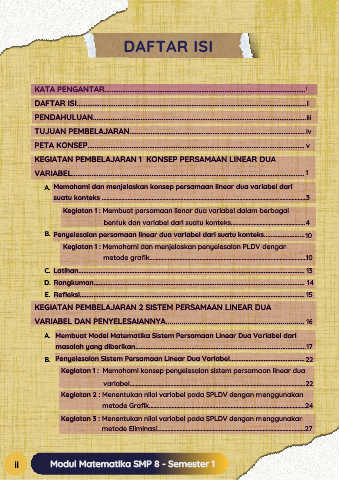 DAFTAR ISI
KATA PENGANTAR........................i
DAFTAR ISI........................ii
PENDAHULUAN........................iii
TUJUAN PEMBELAJARAN........................iv
PETA KONSEP........................v
KEGIATAN PEMBELAJARAN 1 KONSEP PERSAMAAN LINEAR DUA
VARIABEL........................1
A. Memahami dan menjelaskan konsep persamaan linear dua variabel dari
suatu konteks ........................3
Kegiatan 1 : Membuat persamaan lienar dua variabel dalam berbagai
bentuk dan variabel dari suatu konteks........................4
B. Penyelesaian persamaan linear dua variabel dari suatu konteks........................10
Kegiatan 1 : Memahami dan menjelaskan penyelesaian PLDV dengan
metode grafik........................10
C. Latihan........................13
D. Rangkuman........................14
E. Refleksi........................15
KEGIATAN PEMBELAJARAN 2 SISTEM PERSAMAAN LINEAR DUA
VARIABEL DAN PENYELESAIANNYA........................16
A. Membuat Model Matematika Sistem Persamaan Linear Dua Variabel dari
masalah yang diberikan........................17
B. Penyelesaian Sistem Persamaan Linear Dua Variabel........................22
Kegiatan 1 : Memahami konsep penyelesaian sistem persamaan linear dua
variabel........................22
Kegiatan 2 : Menentukan nilai variabel pada SPLDV dengan menggunakan
metode Grafik........................24
Kegiatan 3 : Menentukan nilai variabel pada SPLDV dengan menggunakan
metode Eliminasi........................27
ii
Modul Matematika SMP 8 - Semester 1